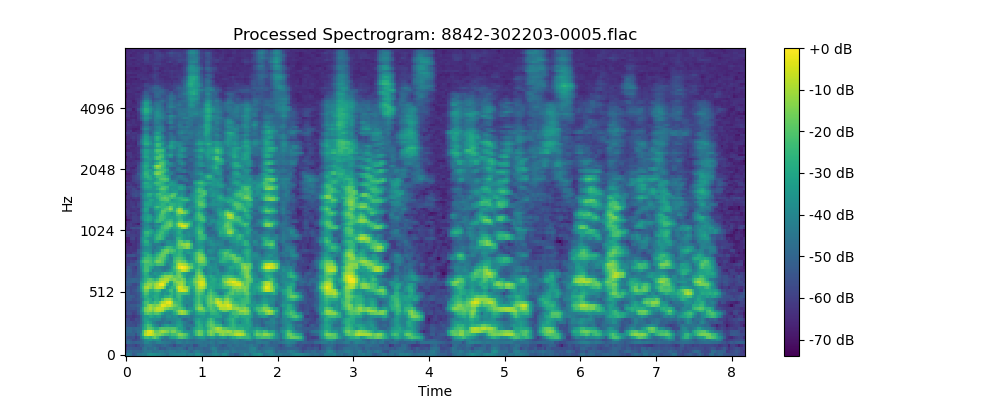 Processed Spectrogram: 8842-302203-0005.flac
Hz
4096
2048
1024
512
0
0 1 2 3 4 5 6 7 8
Time
+0 dB
-10 dB
-20 dB
-30 dB
-40 dB
-50 dB
-60 dB
-70 dB